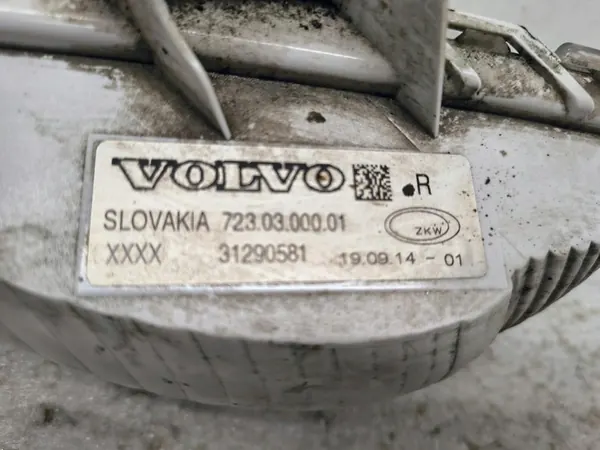 VOLVO .R
SLOVAKIA 723.03.000.01 ZKW
XXXX 31290581 19.09.14 - 01